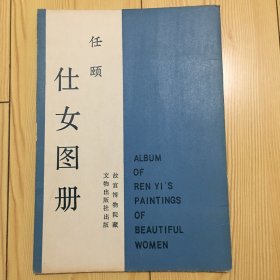 任颐
仕女图册
故宫博物院藏
文物出版社出版
ALBUM
OF
REN YI'S
PAINTINGS
OF
BEAUTIFUL
WOMEN